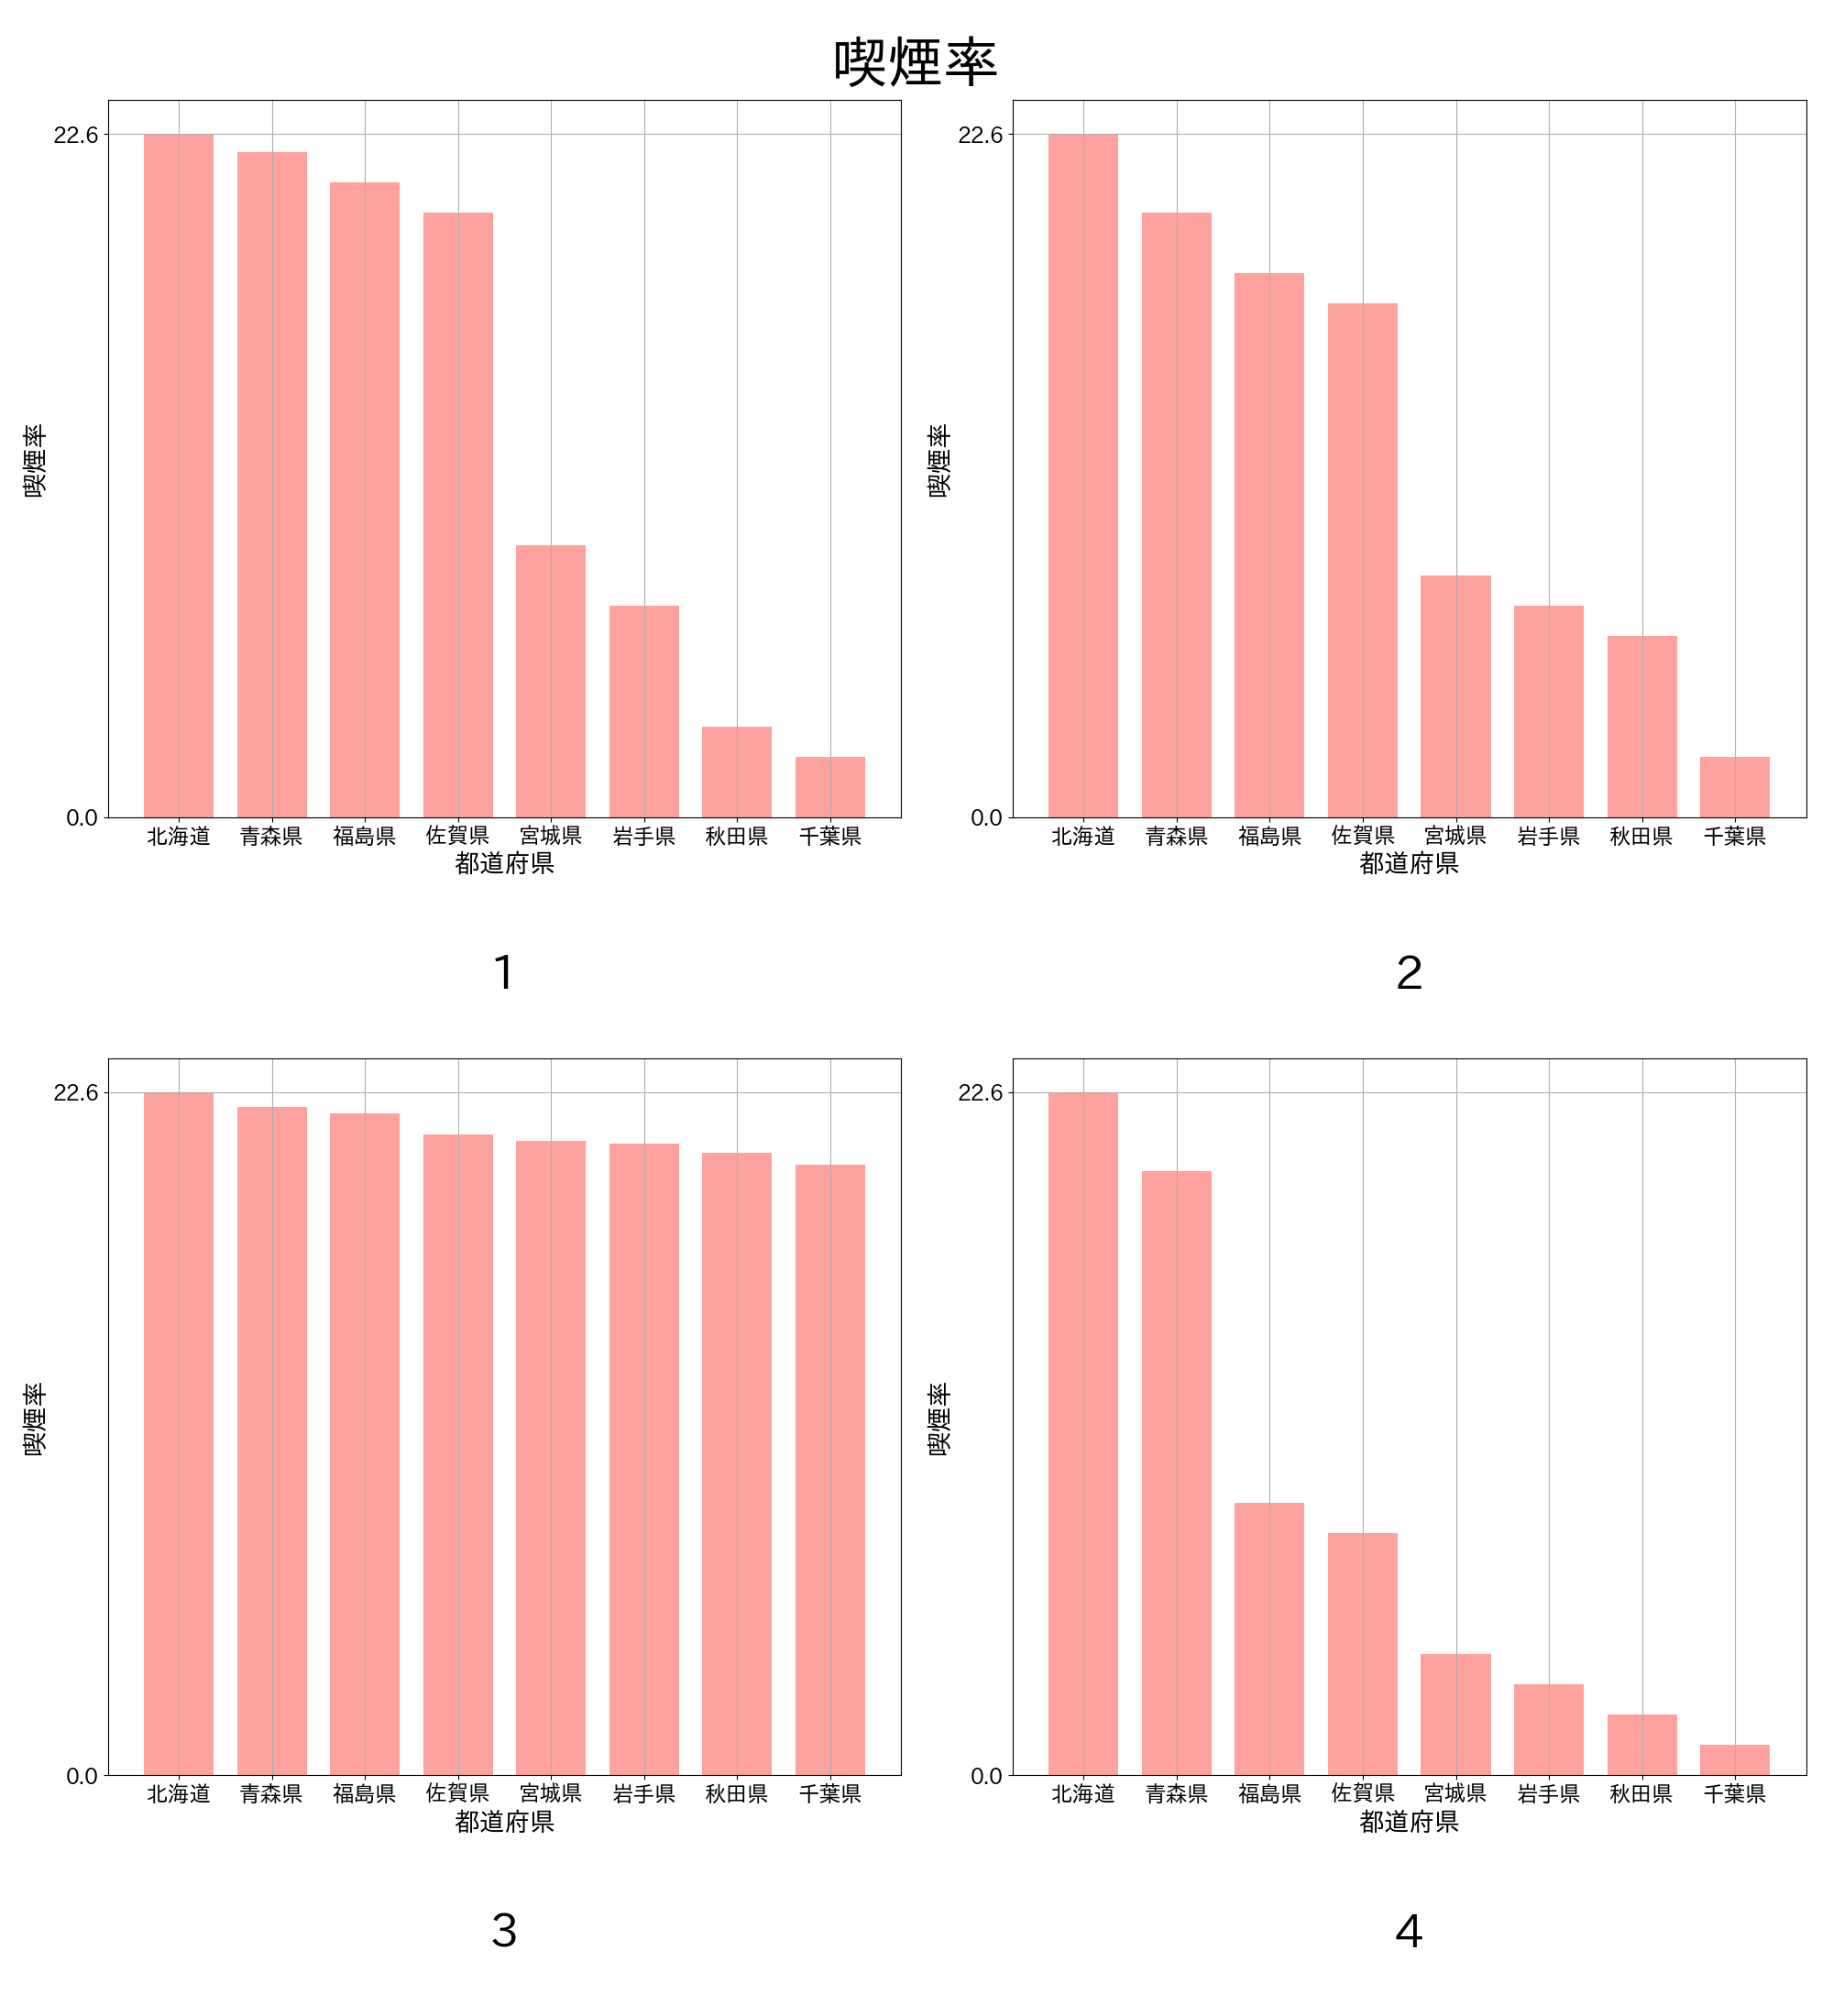 喫煙率
22.6
喫煙率
0.0
北海道 青森県 福島県 佐賀県 宮城県 岩手県 秋田県 千葉県
都道府県
1
22.6
喫煙率
0.0
北海道 青森県 福島県 佐賀県 宮城県 岩手県 秋田県 千葉県
都道府県
2
22.6
喫煙率
0.0
北海道 青森県 福島県 佐賀県 宮城県 岩手県 秋田県 千葉県
都道府県
3
22.6
喫煙率
0.0
北海道 青森県 福島県 佐賀県 宮城県 岩手県 秋田県 千葉県
都道府県
4